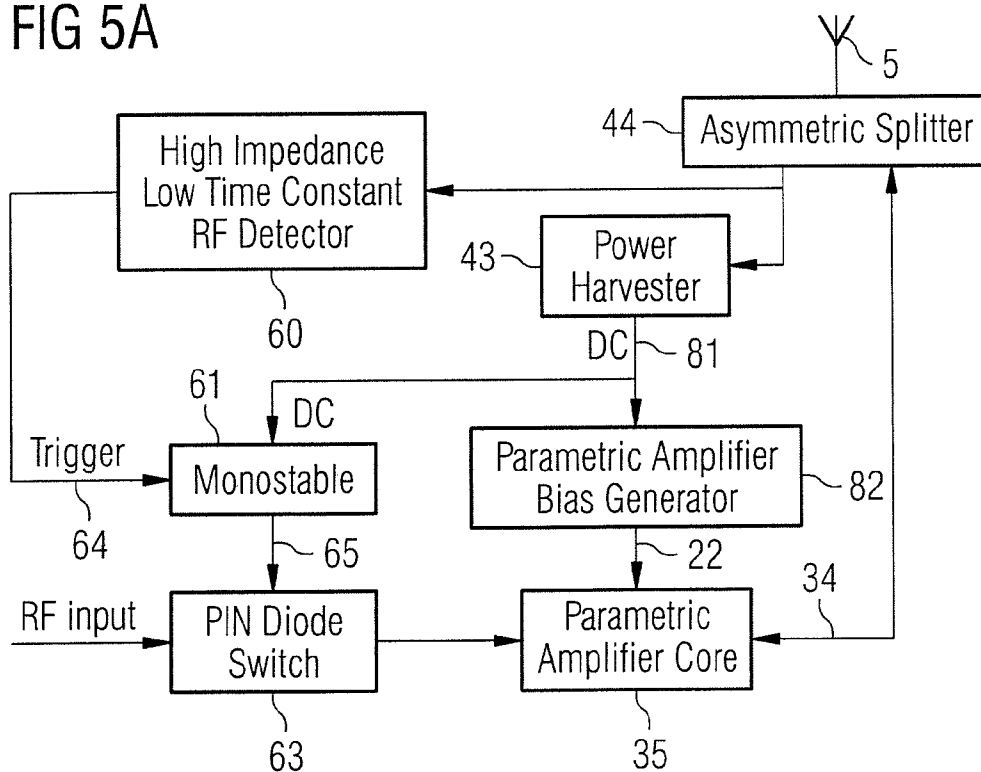 FIG 5A
5
44
Asymmetric Splitter
High Impedance
Low Time Constant
RF Detector
60
43
Power
Harvester
DC
81
61
DC
Trigger
64
Monostable
65
Parametric Amplifier
Bias Generator
82
22
34
RF input
PIN Diode
Switch
63
Parametric
Amplifier Core
35